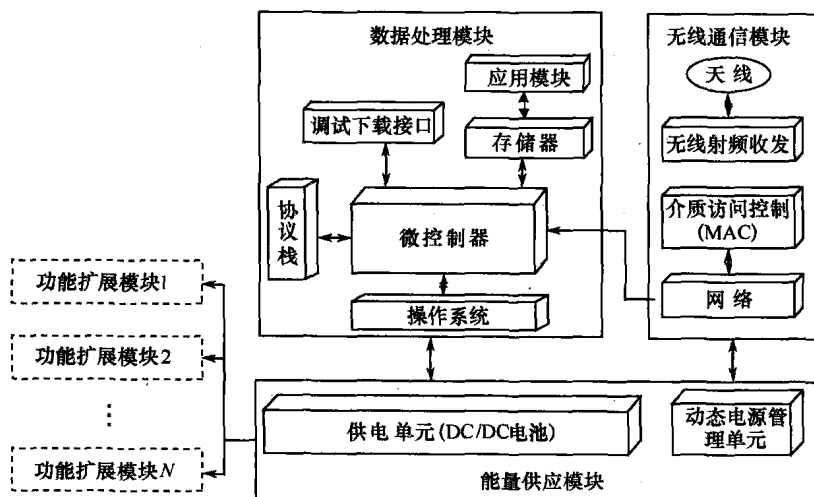 数据处理模块
无线通信模块
应用模块
天线
调试下载接口
存储器
无线射频收发
协议栈
微控制器
介质访问控制
(MAC)
网络
操作系统
功能扩展模块1
功能扩展模块2
⋮
功能扩展模块N
供电单元(DC/DC电池)
动态电源管
理单元
能量供应模块